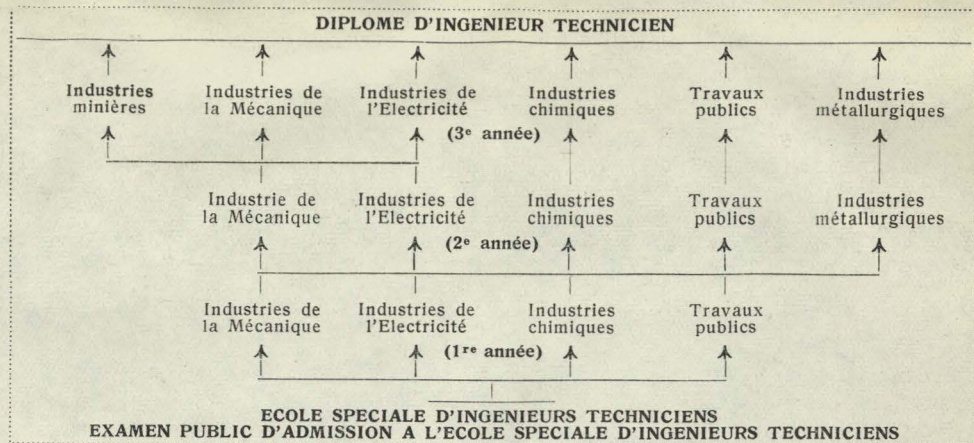 DIPLOME D'INGENIEUR TECHNICIEN
Industries Industries de Industries de Industries Travaux Industries
minières la Mécanique l'Electricité chimiques publics métallurgiques
(3e année)
Industrie de Industries de Industries Travaux Industries
la Mécanique l'Electricité chimiques publics métallurgiques
(2e année)
Industries de Industries de Industries Travaux
la Mécanique l'Electricité chimiques publics
(1re année)
ECOLE SPECIALE D'INGENIEURS TECHNICIENS
EXAMEN PUBLIC D'ADMISSION A L'ECOLE SPECIALE D'INGENIEURS TECHNICIENS